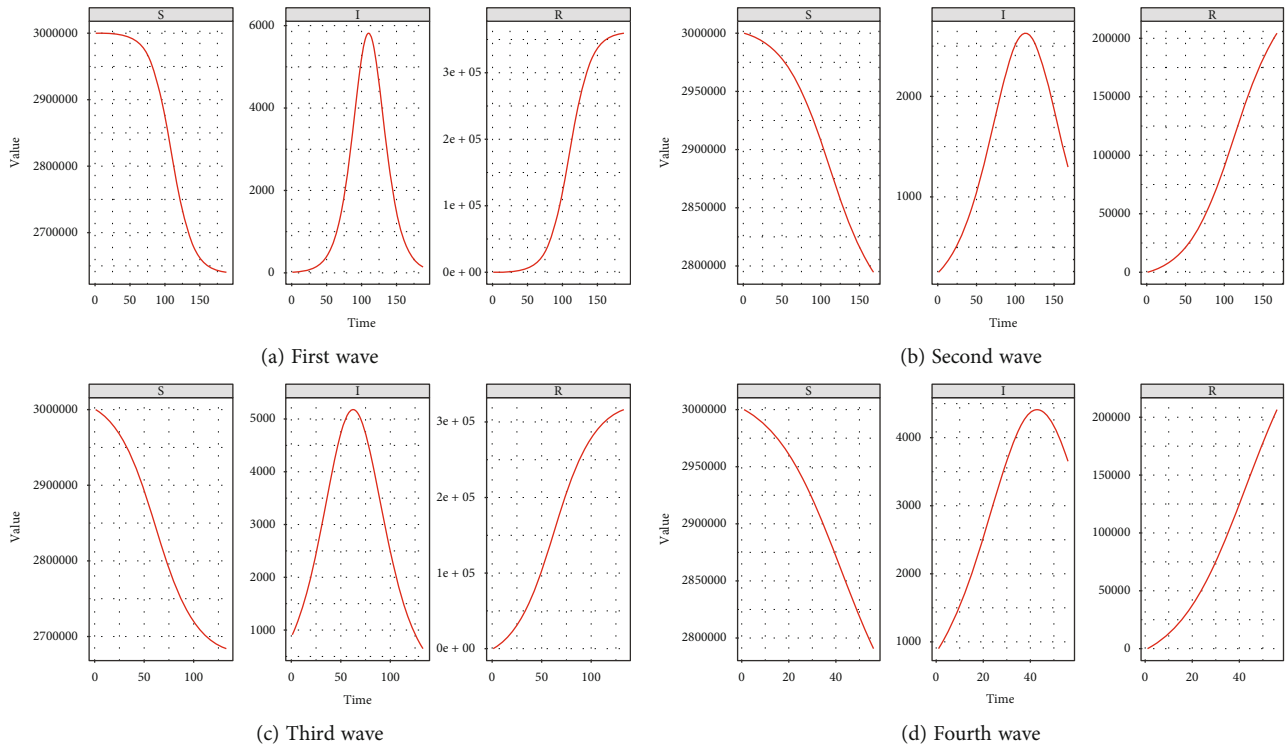 S
I
R
Value
3000000
2900000
2800000
2700000
6000
4000
2000
0
3e + 05
2e + 05
1e + 05
0e + 00
0 50 100 150
0 50 100 150
0 50 100 150
Time
(a) First wave
S
I
R
Value
3000000
2950000
2900000
2850000
2800000
2000
1000
200000
150000
100000
50000
0
0 50 100 150
0 50 100 150
0 50 100 150
Time
(b) Second wave
S
I
R
Value
3000000
2900000
2800000
2700000
5000
4000
3000
2000
1000
3e + 05
2e + 05
1e + 05
0e + 00
0 50 100
0 50 100
0 50 100
Time
(c) Third wave
S
I
R
Value
3000000
2950000
2900000
2850000
2800000
4000
3000
2000
1000
200000
150000
100000
50000
0
0 20 40
0 20 40
0 20 40
Time
(d) Fourth wave